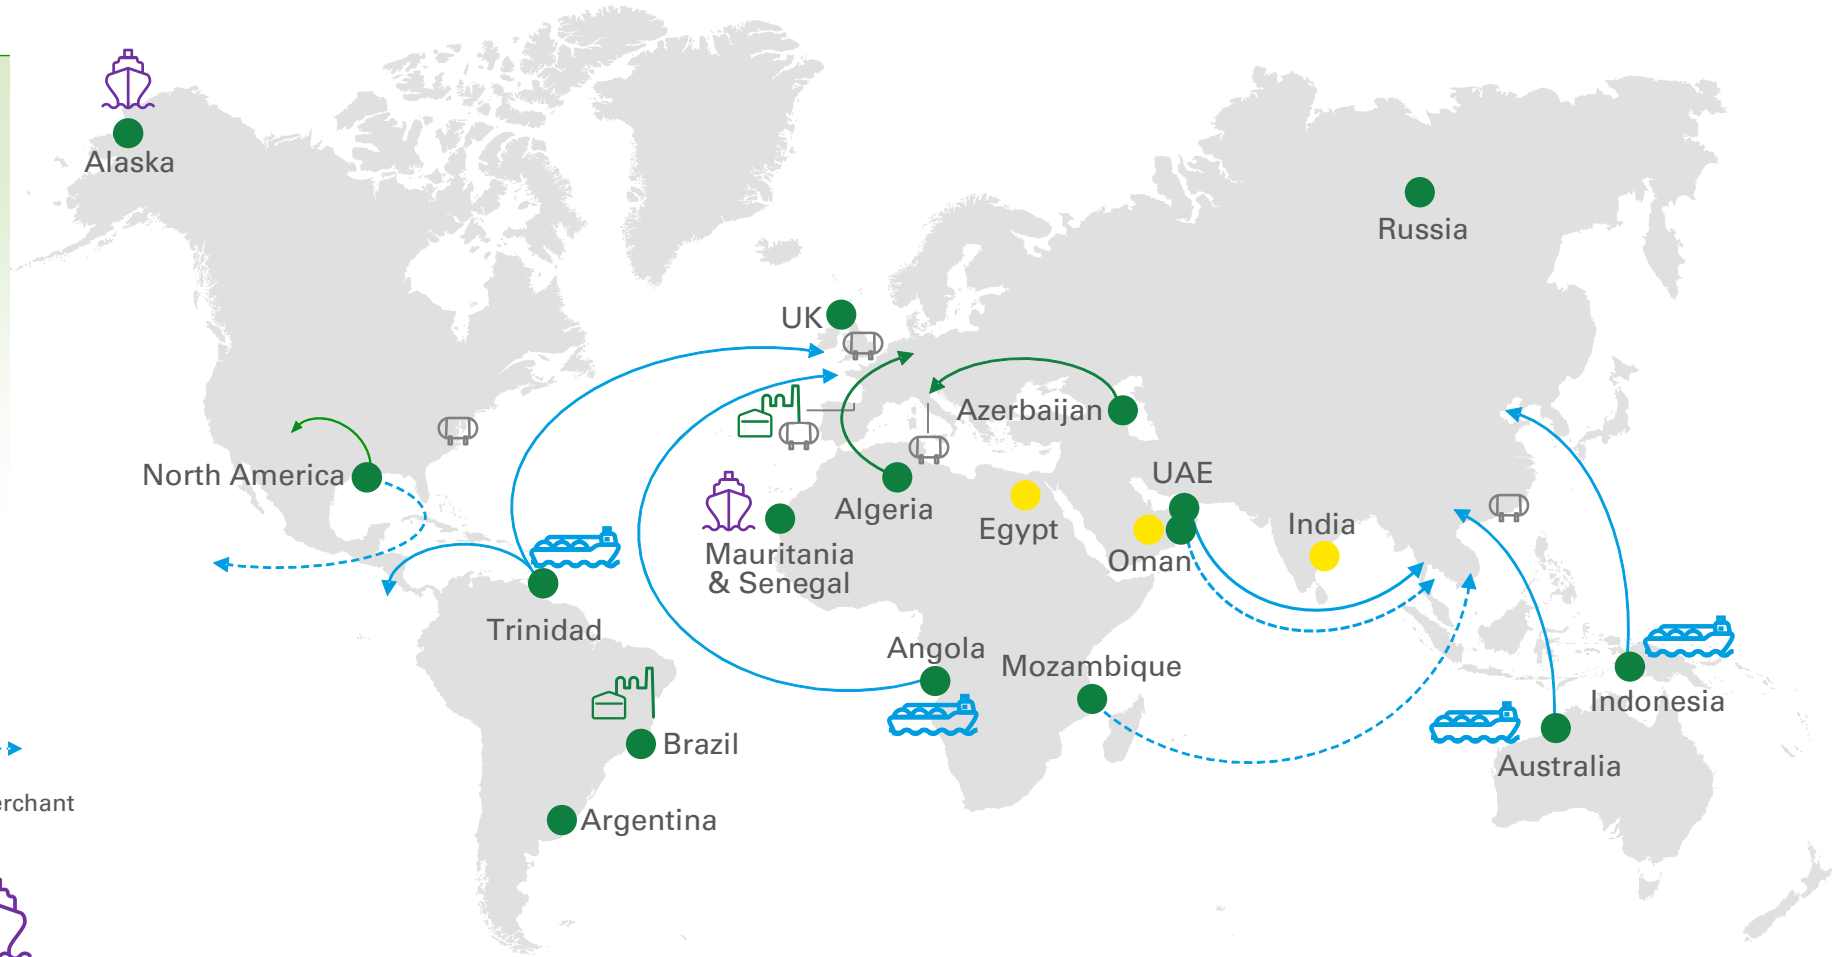 Alaska
Russia
UK
Azerbaijan
North America
UAE
Algeria
Egypt
India
Oman
Mauritania
& Senegal
Trinidad
Angola
Mozambique
Indonesia
Brazil
Australia
erchant
Argentina